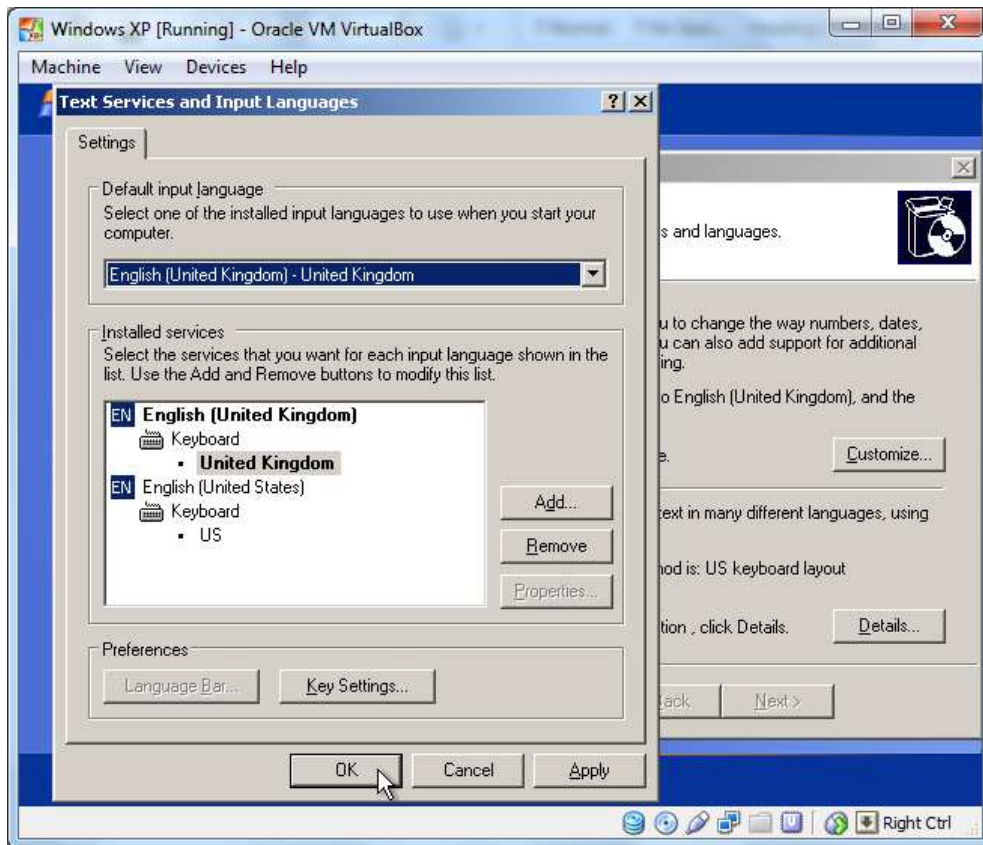 Windows XP [Running] - Oracle VM VirtualBox
Machine View Devices Help
Text Services and Input Languages
Settings
Default input language
Select one of the installed input languages to use when you start your
computer.
English (United Kingdom) - United Kingdom
Installed services
Select the services that you want for each input language shown in the
list. Use the Add and Remove buttons to modify this list.
EN English (United Kingdom)
Keyboard
United Kingdom
EN English (United States)
Keyboard
US
Add...
Remove
Properties...
Preferences
Language Bar...
Key Settings...
OK
Cancel
Apply
s and languages.
u to change the way numbers, dates,
u can also add support for additional
ing.
o English (United Kingdom), and the
e.
Customize...
text in many different languages, using
nod is: US keyboard layout
tion , click Details.
Details...
ack
Next >
Right Ctrl